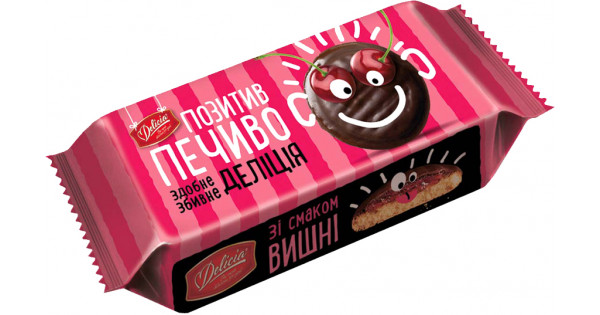 Delicia
ПОЗИТИВ
ПЕЧИВО
здобне
збивне ДЕЛІЦІЯ
Delicia
зі смаком
ВИШНІ